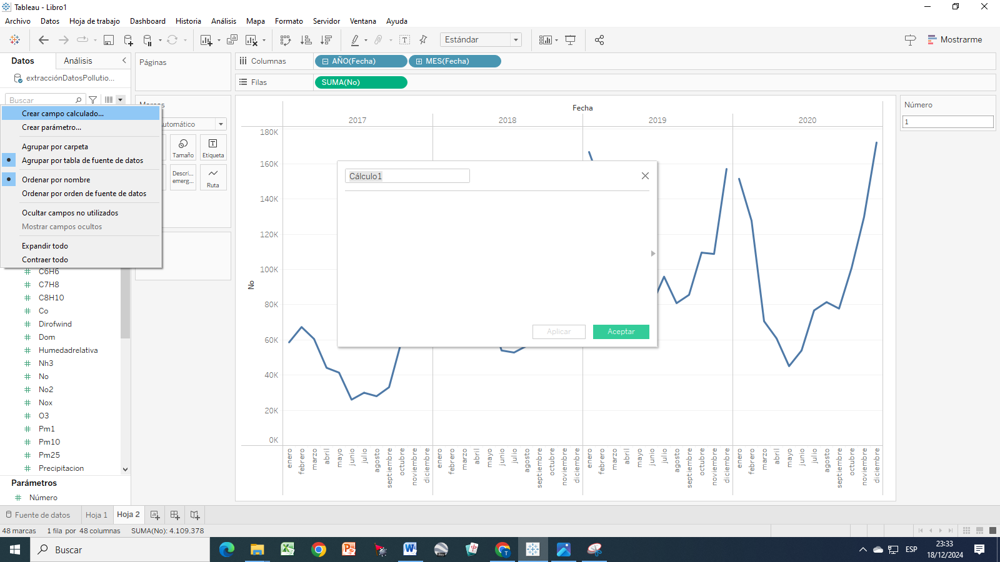 Tableau - Libro1
Archivo Datos Hoja de trabajo Dashboard Historia Análisis Mapa Formato Servidor Ventana Ayuda
Estándar
Mostrarme
Datos Análisis
extracciónDatosPollutio...
Buscar
Crear campo calculado...
Crear parámetro...
Agrupar por carpeta
Agrupar por tabla de fuente de datos
Ordenar por nombre
Ordenar por orden de fuente de datos
Ocultar campos no utilizados
Mostrar campos ocultos
Expandir todo
Contraer todo
C6H6
C7H8
C8H10
Co
Dirofwind
Dom
Humedadrelativa
Nh3
No
No2
Nox
O3
Pm1
Pm10
Pm25
Precipitacion
Parámetros
Número
Páginas
Tamaño
Etiqueta
Descri...
emerg...
Ruta
Columnas
AÑO(Fecha)
MES(Fecha)
Filas
SUMA(No)
Fecha
2017 2018 2019 2020
180K
160K
140K
120K
100K
80K
60K
40K
20K
0K
No
enero febrero marzo abril mayo junio julio agosto septiembre octubre noviembre diciembre
enero febrero marzo abril mayo junio julio agosto septiembre octubre noviembre diciembre
enero febrero marzo abril mayo junio julio agosto septiembre octubre noviembre diciembre
enero febrero marzo abril mayo junio julio agosto septiembre octubre noviembre diciembre
Cálculo1
Aplicar
Aceptar
Número
1
Fuente de datos Hoja 1 Hoja 2
48 marcas 1 fila por 48 columnas SUMA(No): 4.109.378
Buscar
ESP
23:33
18/12/2024